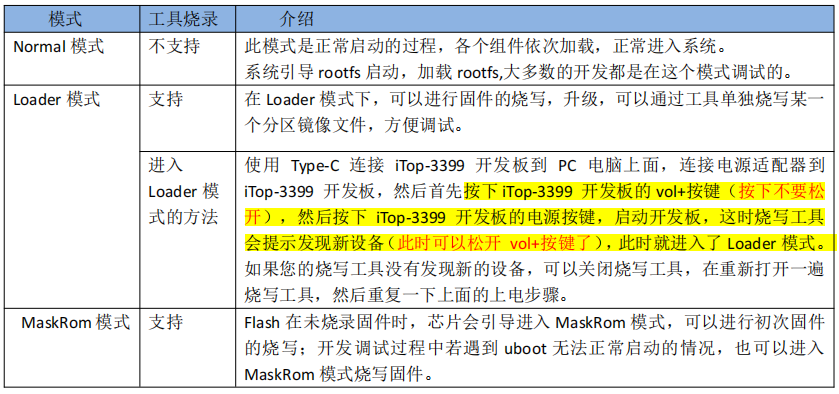 模式 工具烧录 介绍
Normal 模式 不支持 此模式是正常启动的过程，各个组件依次加载，正常进入系统。
系统引导 rootfs 启动，加载 rootfs,大多数的开发都是在这个模式调试的。
Loader 模式 支持 在 Loader 模式下，可以进行固件的烧写，升级，可以通过工具单独烧写某一
个分区镜像文件，方便调试。
进入
Loader 模
式的方法
使用 Type-C 连接 iTop-3399 开发板到 PC 电脑上面，连接电源适配器到
iTop-3399 开发板，然后首先按下 iTop-3399 开发板的 vol+按键（按下不要松
开），然后按下 iTop-3399 开发板的电源按键，启动开发板，这时烧写工具
会提示发现新设备（此时可以松开 vol+按键了），此时就进入了 Loader 模式。
如果您的烧写工具没有发现新的设备，可以关闭烧写工具，在重新打开一遍
烧写工具，然后重复一下上面的上电步骤。
MaskRom 模式 支持 Flash 在未烧录固件时，芯片会引导进入 MaskRom 模式，可以进行初次固件
的烧写；开发调试过程中若遇到 uboot 无法正常启动的情况，也可以进入
MaskRom 模式烧写固件。